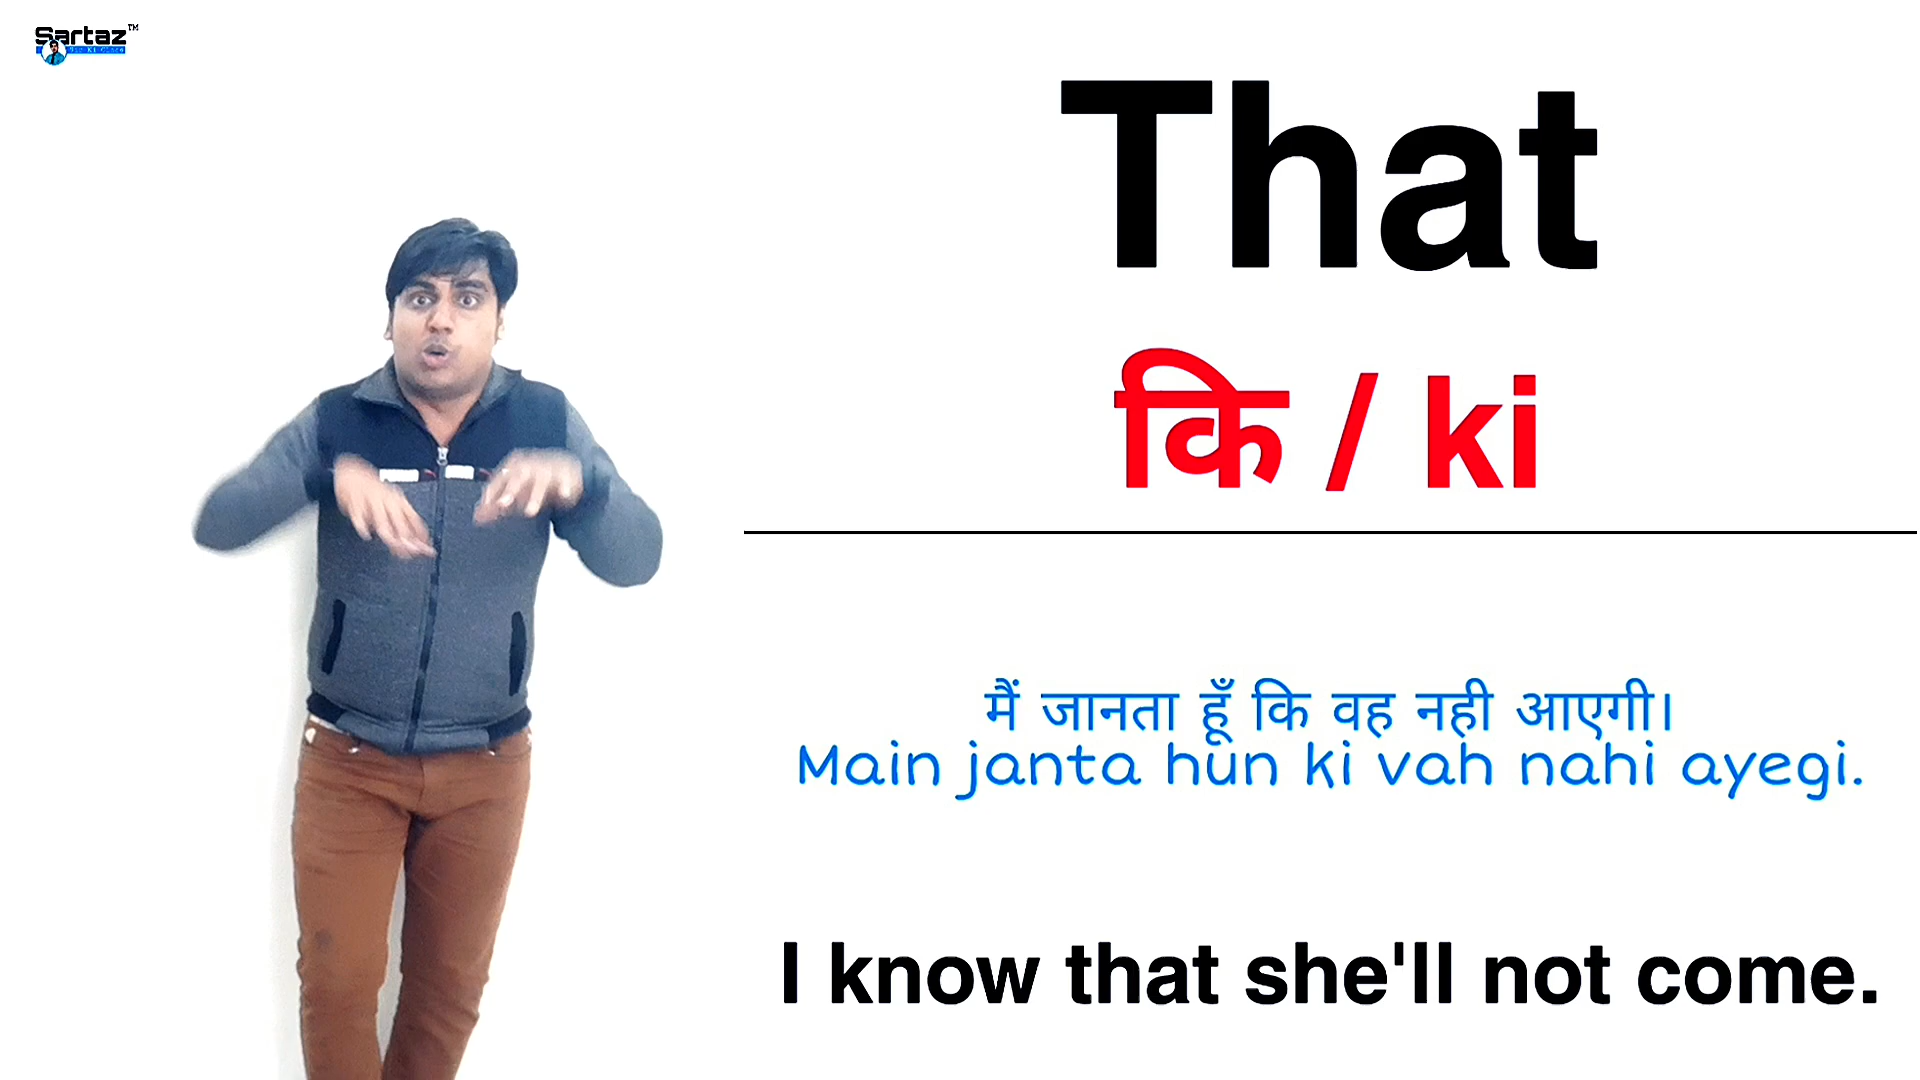 Sartaz™
That
कि / ki
मैं जानता हूँ कि वह नही आएगी।
Main janta hun ki vah nahi ayegi.
I know that she'll not come.